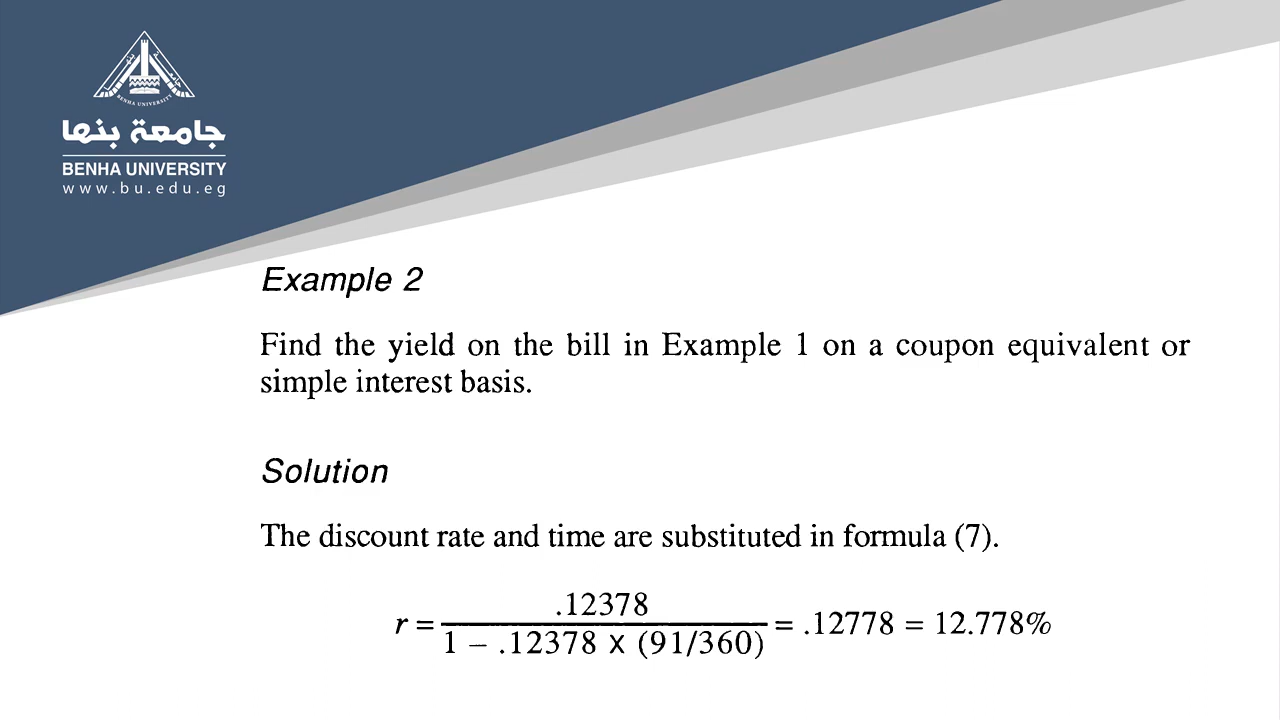 BENHA UNIVERSITY
جامعة بنها
BENHA UNIVERSITY
www.bu.edu.eg
Example 2
Find the yield on the bill in Example 1 on a coupon equivalent or
simple interest basis.
Solution
The discount rate and time are substituted in formula (7).
r = .12378 / 1 – .12378 x (91/360) = .12778 = 12.778%